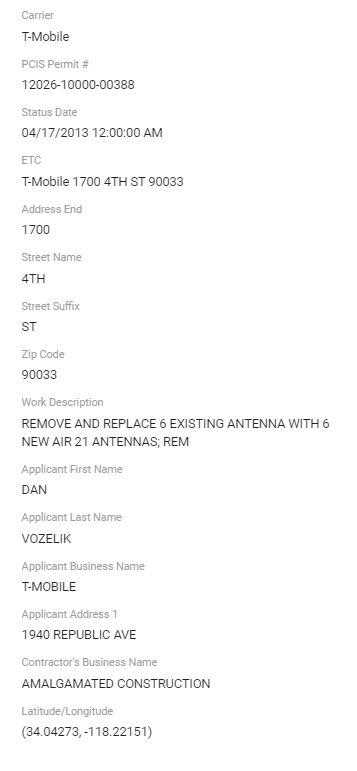 Carrier
T-Mobile
PCIS Permit #
12026-10000-00388
Status Date
04/17/2013 12:00:00 AM
ETC
T-Mobile 1700 4TH ST 90033
Address End
1700
Street Name
4TH
Street Suffix
ST
Zip Code
90033
Work Description
REMOVE AND REPLACE 6 EXISTING ANTENNA WITH 6
NEW AIR 21 ANTENNAS; REM
Applicant First Name
DAN
Applicant Last Name
VOZELIK
Applicant Business Name
T-MOBILE
Applicant Address 1
1940 REPUBLIC AVE
Contractor's Business Name
AMALGAMATED CONSTRUCTION
Latitude/Longitude
(34.04273, -118.22151)